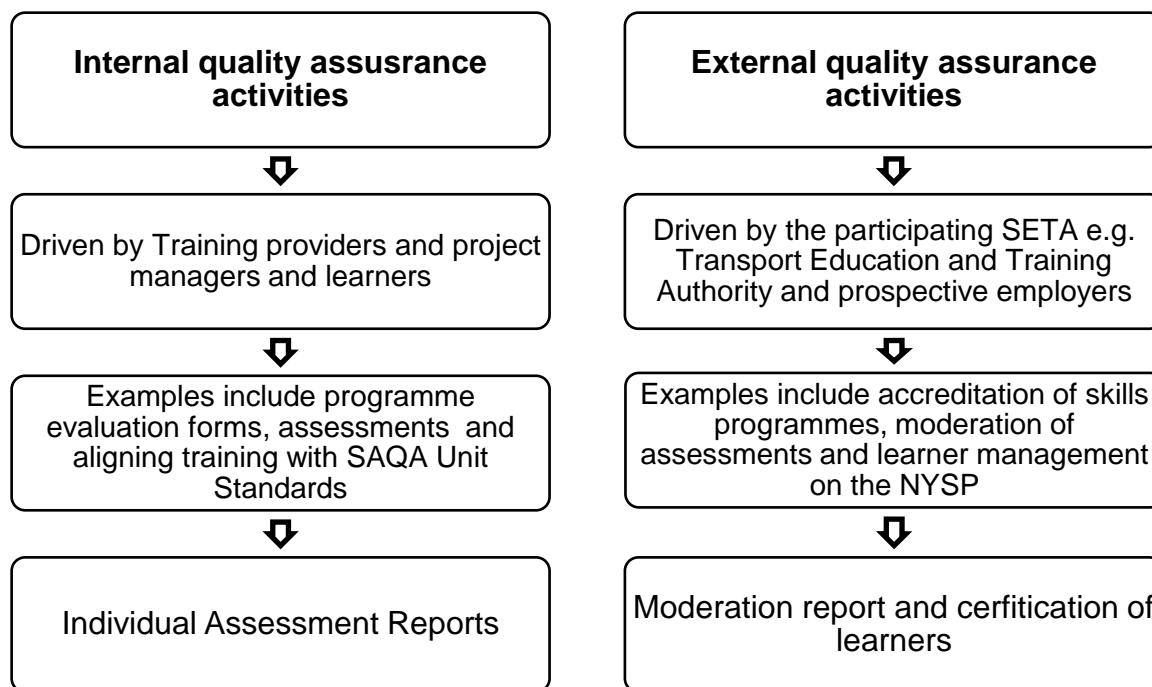 Internal quality assusrance
activities
Driven by Training providers and project
managers and learners
Examples include programme
evaluation forms, assessments and
aligning training with SAQA Unit
Standards
Individual Assessment Reports
External quality assurance
activities
Driven by the participating SETA e.g.
Transport Education and Training
Authority and prospective employers
Examples include accreditation of skills
programmes, moderation of
assessments and learner management
on the NYSP
Moderation report and cerfitication of
learners